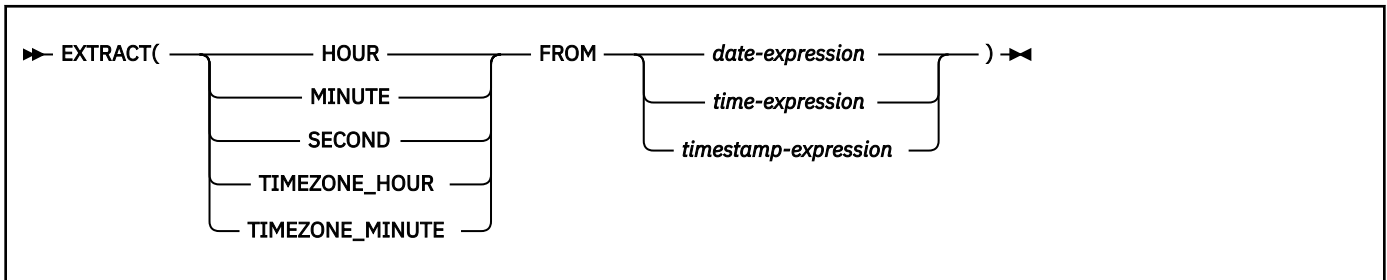 EXTRACT( HOUR FROM date-expression )
MINUTE time-expression
SECOND timestamp-expression
TIMEZONE_HOUR
TIMEZONE_MINUTE